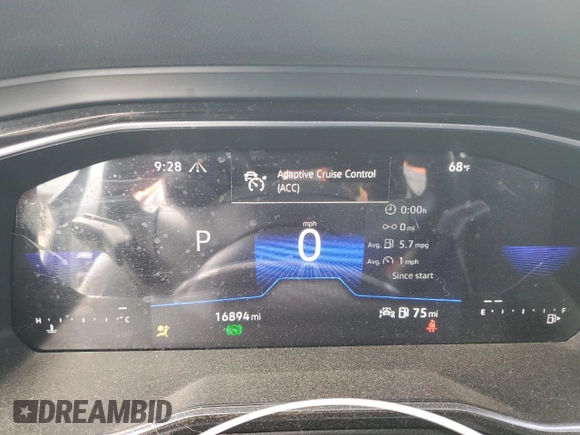 9:28
Adaptive Cruise Control
(ACC)
68°F
0:00h
0 mi
Avg. 5.7 mpg
Avg. 1 mph
Since start
P
mph
0
H C
16894 mi
75 mi
E F
DREAMBID